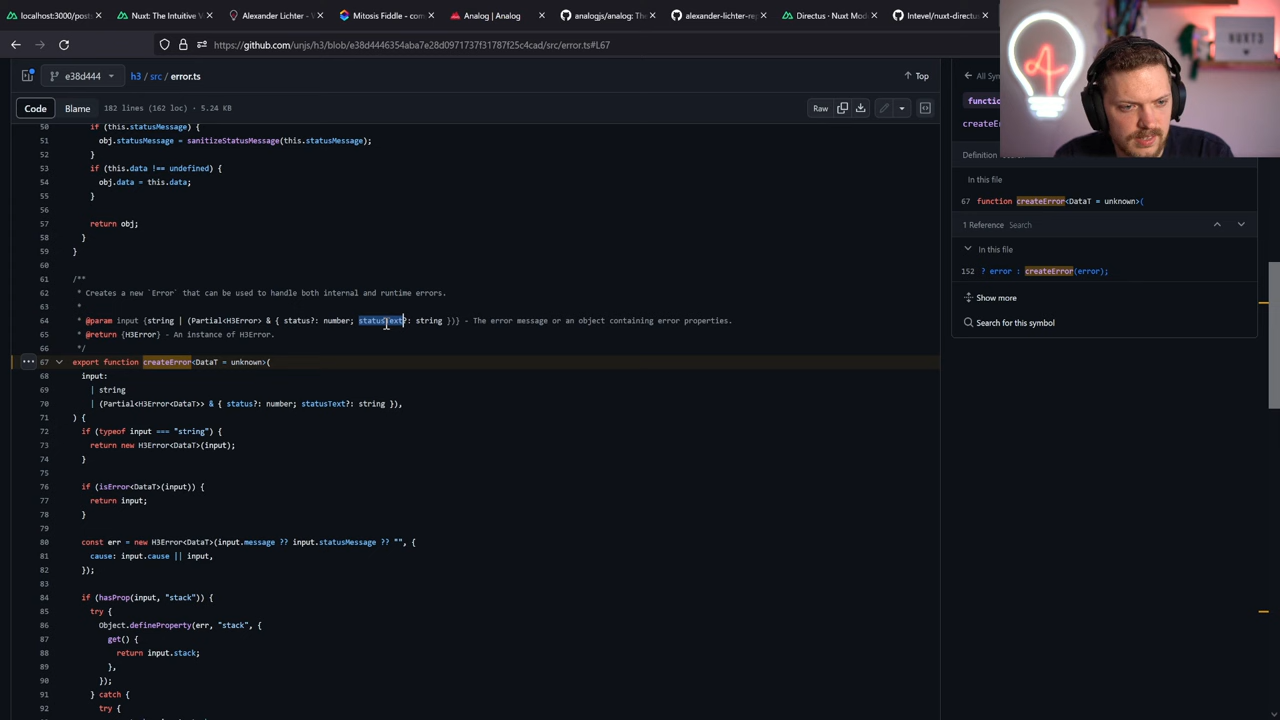 localhost:3000/post
Nuxt: The Intuitive V
Alexander Lichter - V
Mitosis Fiddle - com
Analog | Analog
analogjs/analog: The
alexander-lichter-re
Directus · Nuxt Mod
Intevel/nuxt-directus
https://github.com/unjs/h3/blob/e38d4446354aba7e28d0971737f31787f25c4cad/src/error.ts#L67
e38d444
h3 / src / error.ts
Top
Code
Blame
182 lines (162 loc) · 5.24 KB
Raw
50 if (this.statusMessage) {
51 obj.statusMessage = sanitizeStatusMessage(this.statusMessage);
52 }
53 if (this.data !== undefined) {
54 obj.data = this.data;
55 }
56
57 return obj;
58 }
59 }
60
61 /**
62 * Creates a new `Error` that can be used to handle both internal and runtime errors.
63 *
64 * @param input {string | (Partial<H3Error> & { status?: number; statusText?: string })} - The error message or an object containing error properties.
65 * @return {H3Error} - An instance of H3Error.
66 */
67 export function createError<DataT = unknown>(
68 input:
69 | string
70 | (Partial<H3Error<DataT>> & { status?: number; statusText?: string }),
71 ) {
72 if (typeof input === "string") {
73 return new H3Error<DataT>(input);
74 }
75
76 if (isError<DataT>(input)) {
77 return input;
78 }
79
80 const err = new H3Error<DataT>(input.message ?? input.statusMessage ?? "", {
81 cause: input.cause || input,
82 });
83
84 if (hasProp(input, "stack")) {
85 try {
86 Object.defineProperty(err, "stack", {
87 get() {
88 return input.stack;
89 },
90 });
91 } catch {
92 try {
All Sy
functio
createE
Definition
In this file
67 function createError<DataT = unknown>(
1 Reference Search
In this file
152 ? error : createError(error);
Show more
Search for this symbol
NUXT3